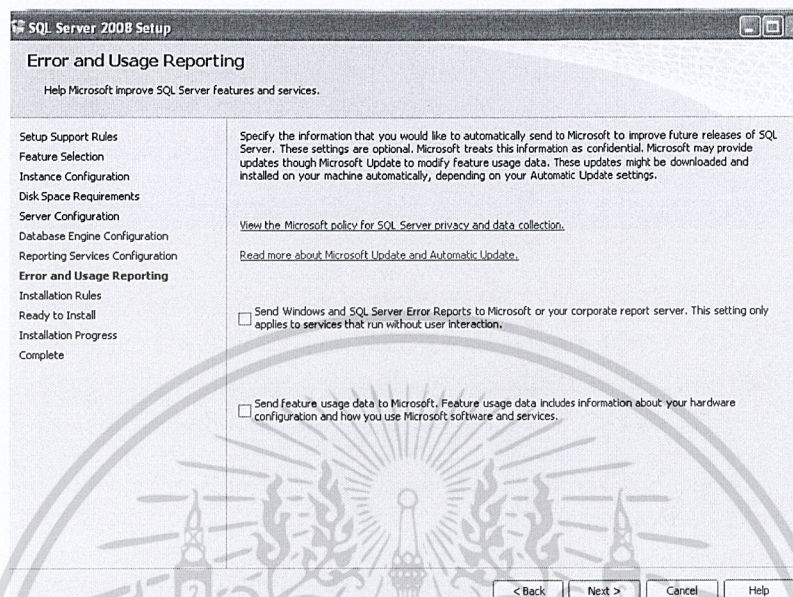 SQL Server 2008 Setup
Error and Usage Reporting
Help Microsoft improve SQL Server features and services.
Setup Support Rules
Feature Selection
Instance Configuration
Disk Space Requirements
Server Configuration
Database Engine Configuration
Reporting Services Configuration
Error and Usage Reporting
Installation Rules
Ready to Install
Installation Progress
Complete
Specify the information that you would like to automatically send to Microsoft to improve future releases of SQL
Server. These settings are optional. Microsoft treats this information as confidential. Microsoft may provide
updates though Microsoft Update to modify feature usage data. These updates might be downloaded and
installed on your machine automatically, depending on your Automatic Update settings.
View the Microsoft policy for SQL Server privacy and data collection.
Read more about Microsoft Update and Automatic Update.
Send Windows and SQL Server Error Reports to Microsoft or your corporate report server. This setting only
applies to services that run without user interaction.
Send feature usage data to Microsoft. Feature usage data includes information about your hardware
configuration and how you use Microsoft software and services.
< Back
Next >
Cancel
Help